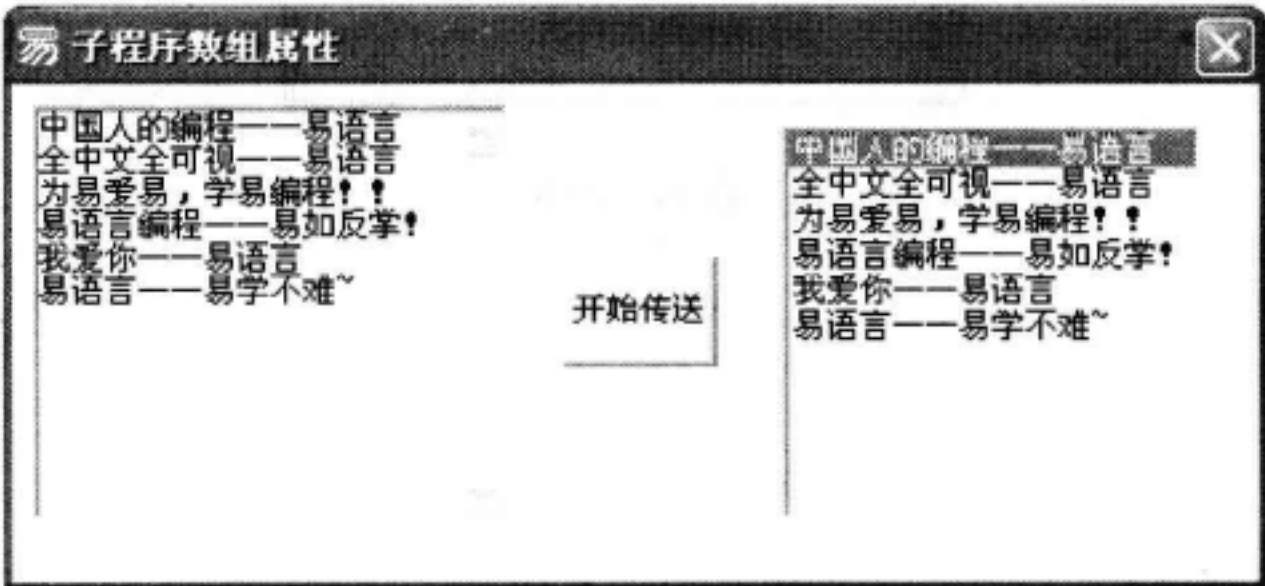 易 子程序数组属性
中国人的编程——易语言
全中文全可视——易语言
为易爱易，学易编程！！
易语言编程——易如反掌！
我爱你——易语言
易语言——易学不难~
开始传送
中国人的编程——易语言
全中文全可视——易语言
为易爱易，学易编程！！
易语言编程——易如反掌！
我爱你——易语言
易语言——易学不难~